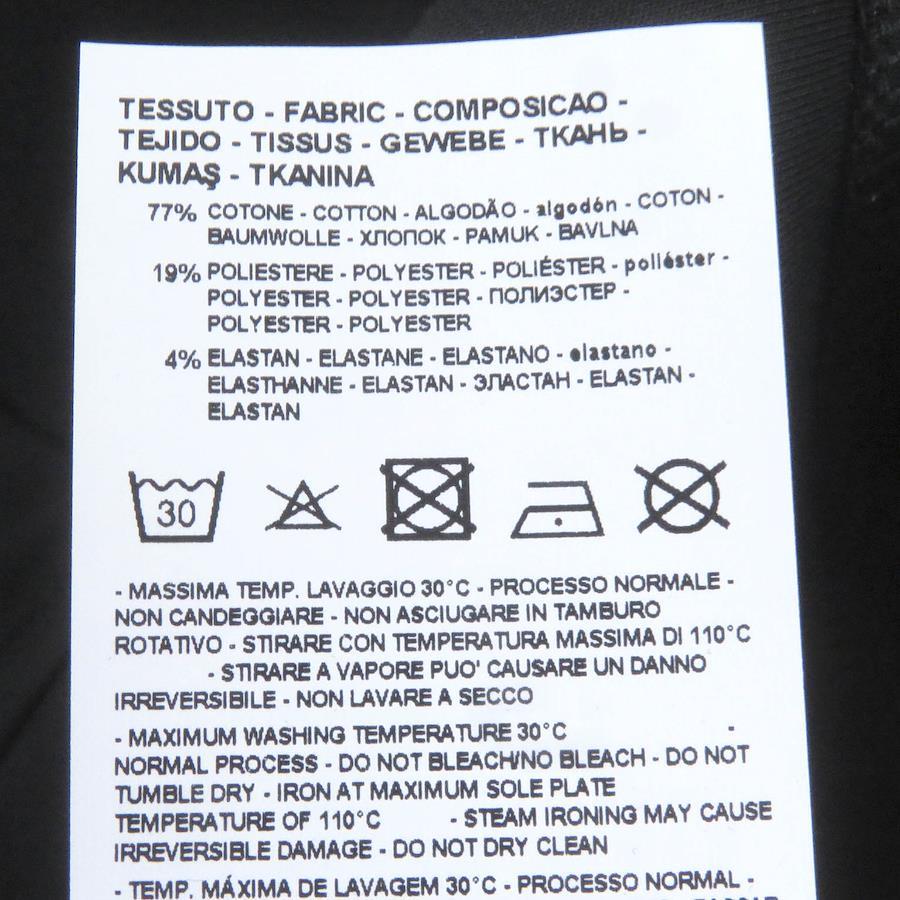 TESSUTO - FABRIC - COMPOSICAO -
TEJIDO - TISSUS - GEWEBE - ТКАНЬ -
KUMAŞ - TKANINA
77% COTONE - COTTON - ALGODÃO - algodón - COTON -
BAUMWOLLE - ХЛОПОК - PAMUK - BAVLNA
19% POLIESTERE - POLYESTER - POLIÉSTER - poliéster -
POLYESTER - POLYESTER - ПОЛИЭСТЕР -
POLYESTER - POLYESTER
4% ELASTAN - ELASTANE - ELASTANO - elastano -
ELASTHANNE - ELASTAN - ЭЛАСТАН - ELASTAN -
ELASTAN
30
- MASSIMA TEMP. LAVAGGIO 30°C - PROCESSO NORMALE -
NON CANDEGGIARE - NON ASCIUGARE IN TAMBURO
ROTATIVO - STIRARE CON TEMPERATURA MASSIMA DI 110°C
- STIRARE A VAPORE PUO' CAUSARE UN DANNO
IRREVERSIBILE - NON LAVARE A SECCO
- MAXIMUM WASHING TEMPERATURE 30°C -
NORMAL PROCESS - DO NOT BLEACH/NO BLEACH - DO NOT
TUMBLE DRY - IRON AT MAXIMUM SOLE PLATE
TEMPERATURE OF 110°C - STEAM IRONING MAY CAUSE
IRREVERSIBLE DAMAGE - DO NOT DRY CLEAN
- TEMP. MÁXIMA DE LAVAGEM 30°C - PROCESSO NORMAL -